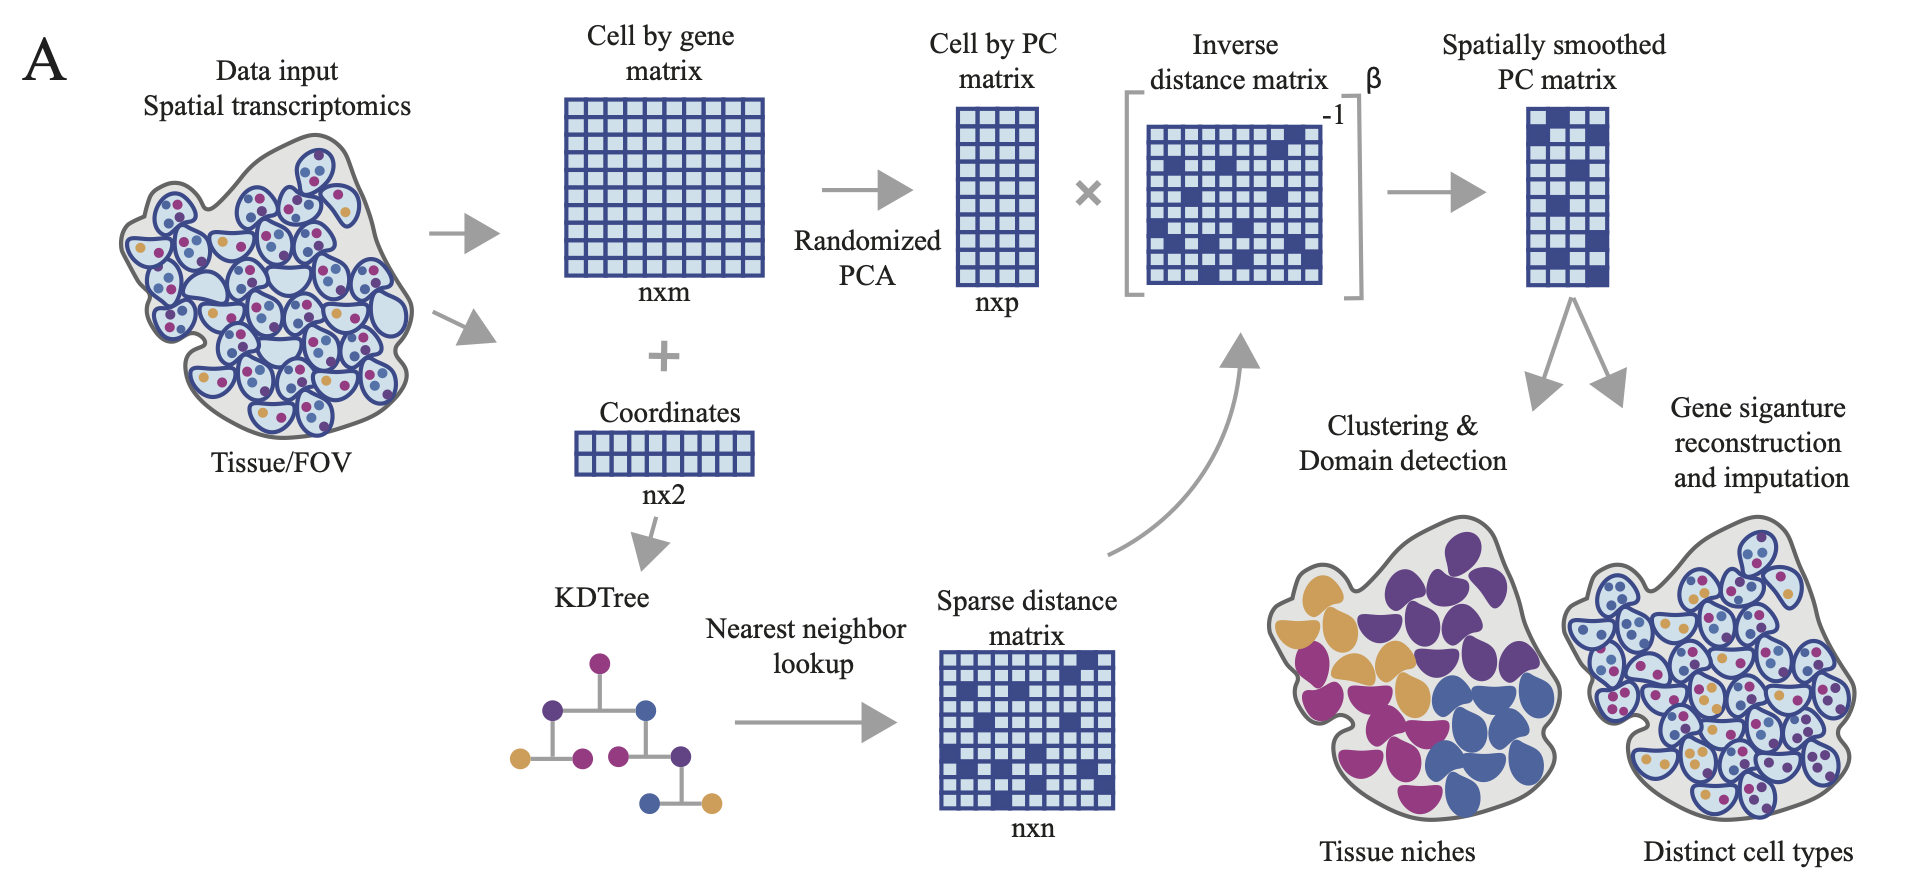 A
Data input
Spatial transcriptomics
Tissue/FOV
Cell by gene
matrix
nxm
+
Coordinates
nx2
Randomized
PCA
Cell by PC
matrix
nxp
×
Inverse
distance matrix
-1
β
Spatially smoothed
PC matrix
KDTree
Nearest neighbor
lookup
Sparse distance
matrix
nxn
Clustering &
Domain detection
Gene siganture
reconstruction
and imputation
Tissue niches
Distinct cell types